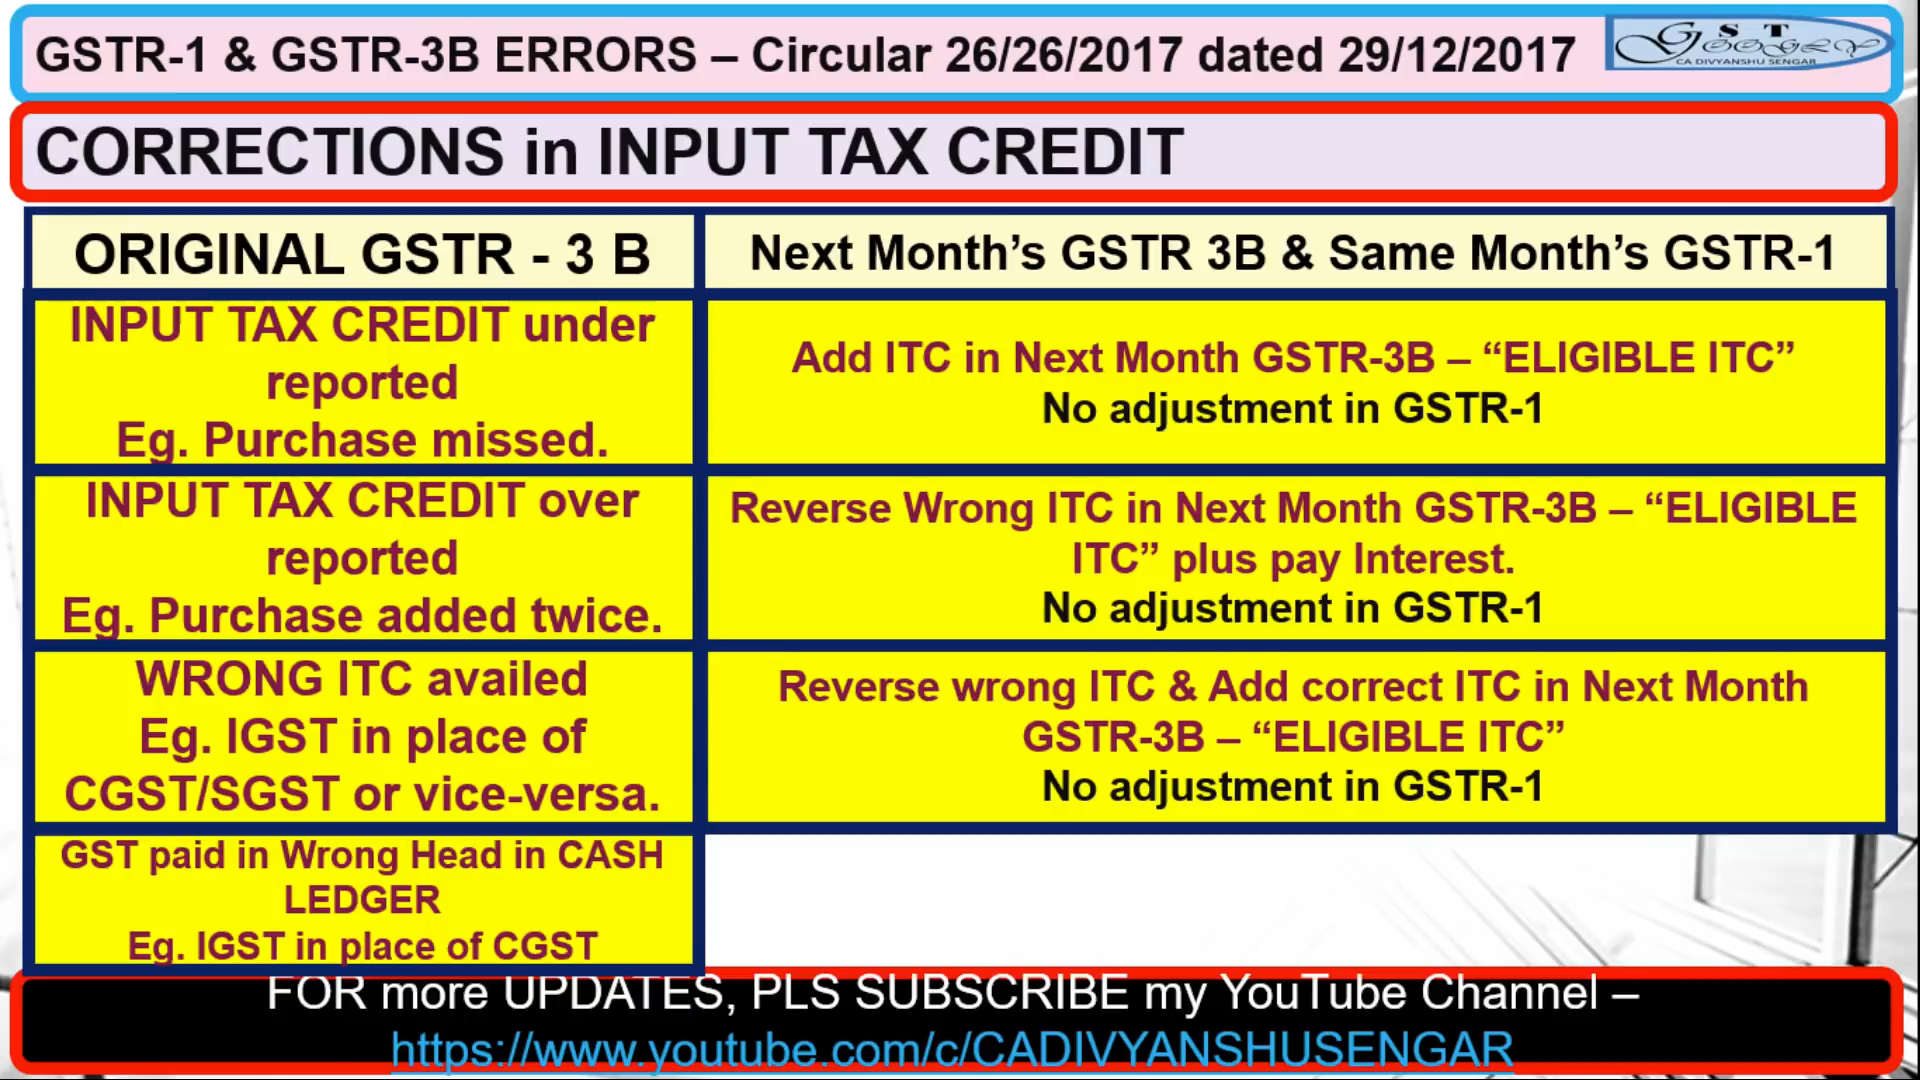 GSTR-1 & GSTR-3B ERRORS – Circular 26/26/2017 dated 29/12/2017
GST
GOOGLY
CA DIVYANSHU SENGAR
CORRECTIONS in INPUT TAX CREDIT
ORIGINAL GSTR - 3 B
Next Month’s GSTR 3B & Same Month’s GSTR-1
INPUT TAX CREDIT under
reported
Eg. Purchase missed.
Add ITC in Next Month GSTR-3B – “ELIGIBLE ITC”
No adjustment in GSTR-1
INPUT TAX CREDIT over
reported
Eg. Purchase added twice.
Reverse Wrong ITC in Next Month GSTR-3B – “ELIGIBLE
ITC” plus pay Interest.
No adjustment in GSTR-1
WRONG ITC availed
Eg. IGST in place of
CGST/SGST or vice-versa.
Reverse wrong ITC & Add correct ITC in Next Month
GSTR-3B – “ELIGIBLE ITC”
No adjustment in GSTR-1
GST paid in Wrong Head in CASH
LEDGER
Eg. IGST in place of CGST
FOR more UPDATES, PLS SUBSCRIBE my YouTube Channel –
https://www.youtube.com/c/CADIVYANSHUSENGAR